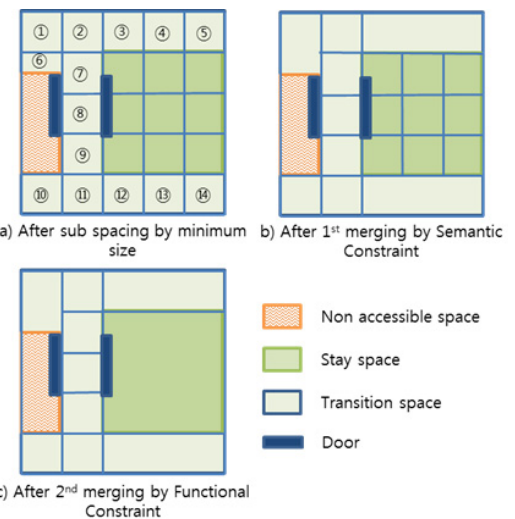 ① ② ③ ④ ⑤
⑥
⑦
⑧
⑨
⑩ ⑪ ⑫ ⑬ ⑭
a) After sub spacing by minimum
size
b) After 1st merging by Semantic
Constraint
Non accessible space
Stay space
Transition space
Door
c) After 2nd merging by Functional
Constraint